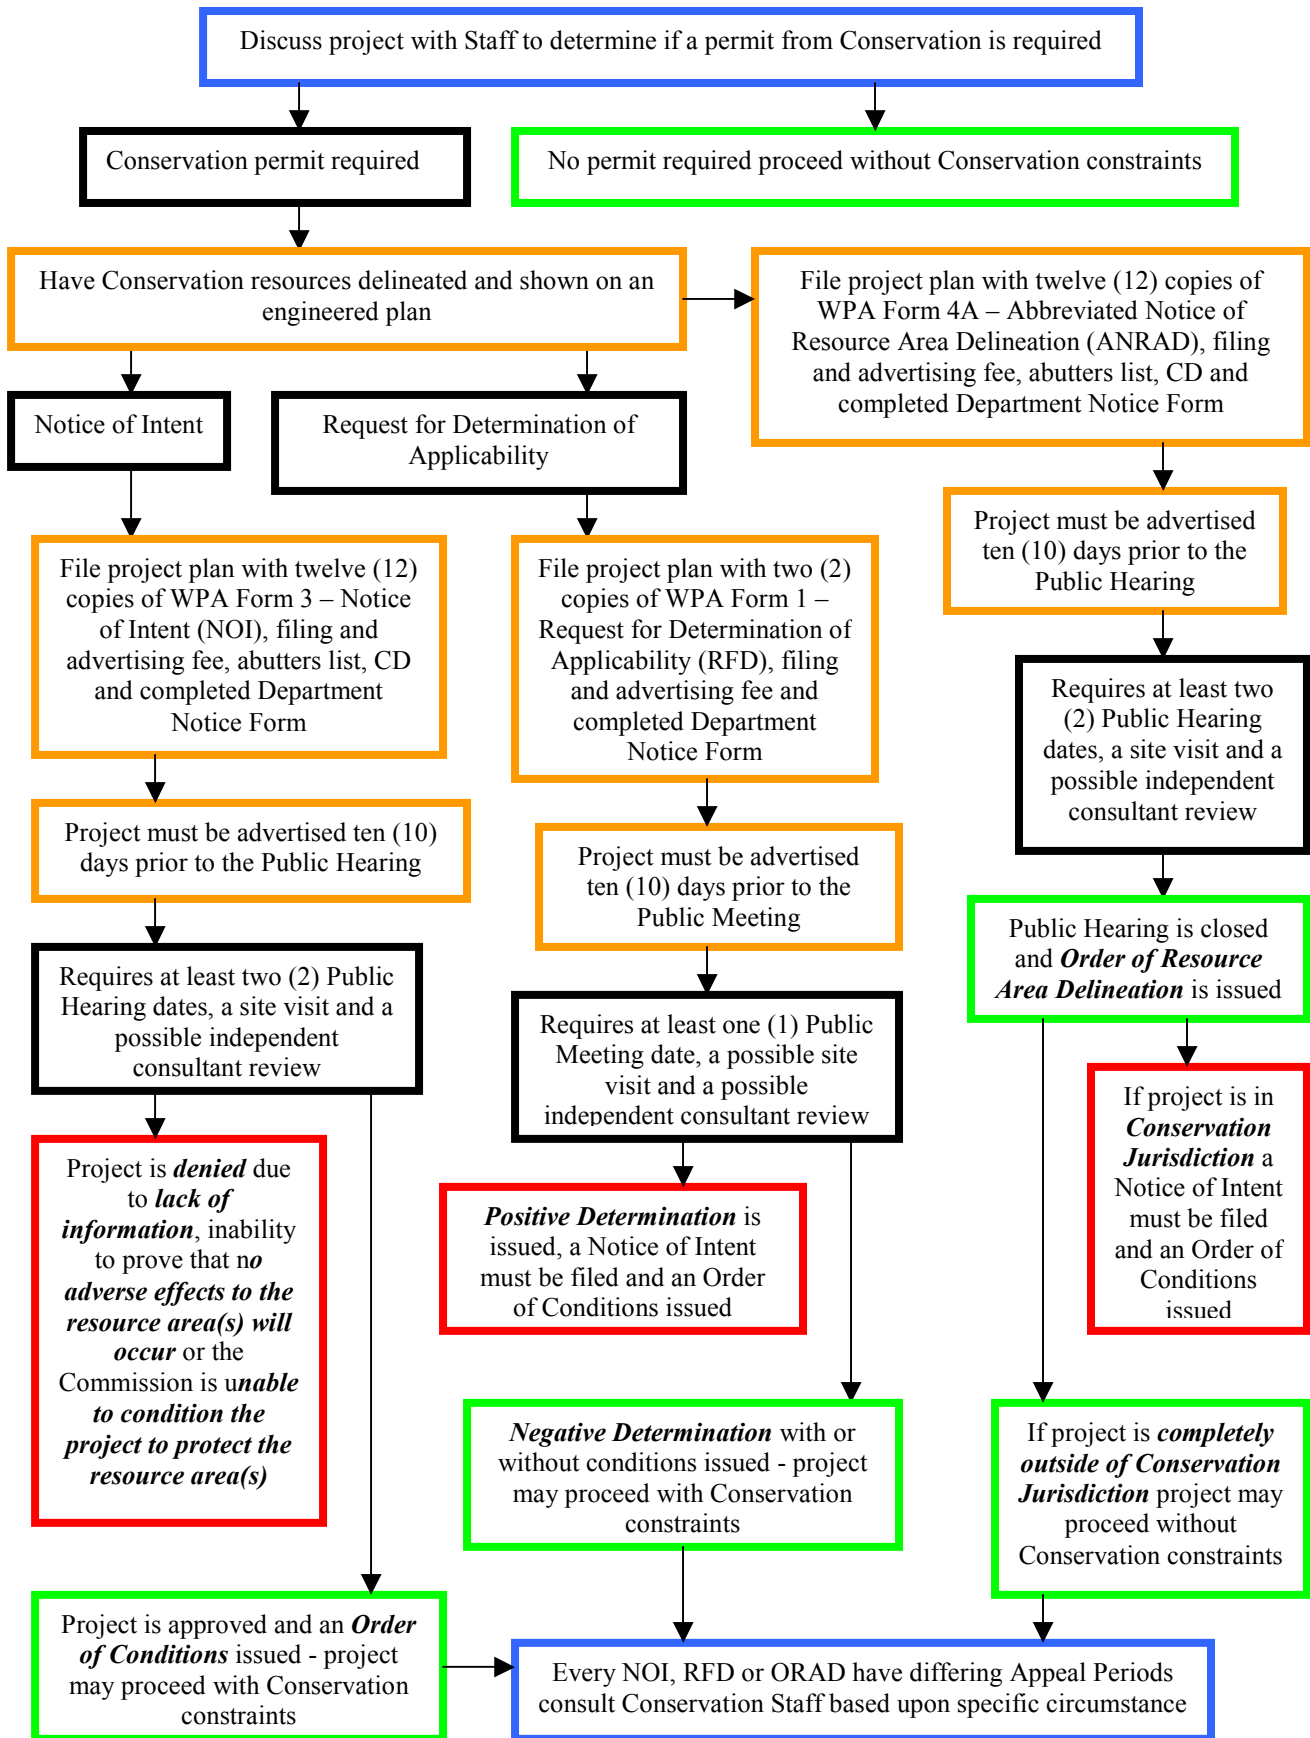 Discuss project with Staff to determine if a permit from Conservation is required
Conservation permit required
No permit required proceed without Conservation constraints
Have Conservation resources delineated and shown on an
engineered plan
File project plan with twelve (12) copies of
WPA Form 4A – Abbreviated Notice of
Resource Area Delineation (ANRAD), filing
and advertising fee, abutters list, CD and
completed Department Notice Form
Notice of Intent
Request for Determination of
Applicability
Project must be advertised
ten (10) days prior to the
Public Hearing
File project plan with twelve (12)
copies of WPA Form 3 – Notice
of Intent (NOI), filing and
advertising fee, abutters list, CD
and completed Department
Notice Form
File project plan with two (2)
copies of WPA Form 1 –
Request for Determination of
Applicability (RFD), filing
and advertising fee and
completed Department
Notice Form
Requires at least two
(2) Public Hearing
dates, a site visit and a
possible independent
consultant review
Project must be advertised ten (10)
days prior to the Public Hearing
Project must be advertised
ten (10) days prior to the
Public Meeting
Public Hearing is closed
and Order of Resource
Area Delineation is issued
Requires at least two (2) Public
Hearing dates, a site visit and a
possible independent
consultant review
Requires at least one (1) Public
Meeting date, a possible site
visit and a possible
independent consultant review
If project is in
Conservation
Jurisdiction a
Notice of Intent
must be filed
and an Order of
Conditions
issued
Project is denied due
to lack of
information, inability
to prove that no
adverse effects to the
resource area(s) will
occur or the
Commission is unable
to condition the
project to protect the
resource area(s)
Positive Determination is
issued, a Notice of Intent
must be filed and an Order
of Conditions issued
Negative Determination with or
without conditions issued - project
may proceed with Conservation
constraints
If project is completely
outside of Conservation
Jurisdiction project may
proceed without
Conservation constraints
Project is approved and an Order
of Conditions issued - project
may proceed with Conservation
constraints
Every NOI, RFD or ORAD have differing Appeal Periods
consult Conservation Staff based upon specific circumstance